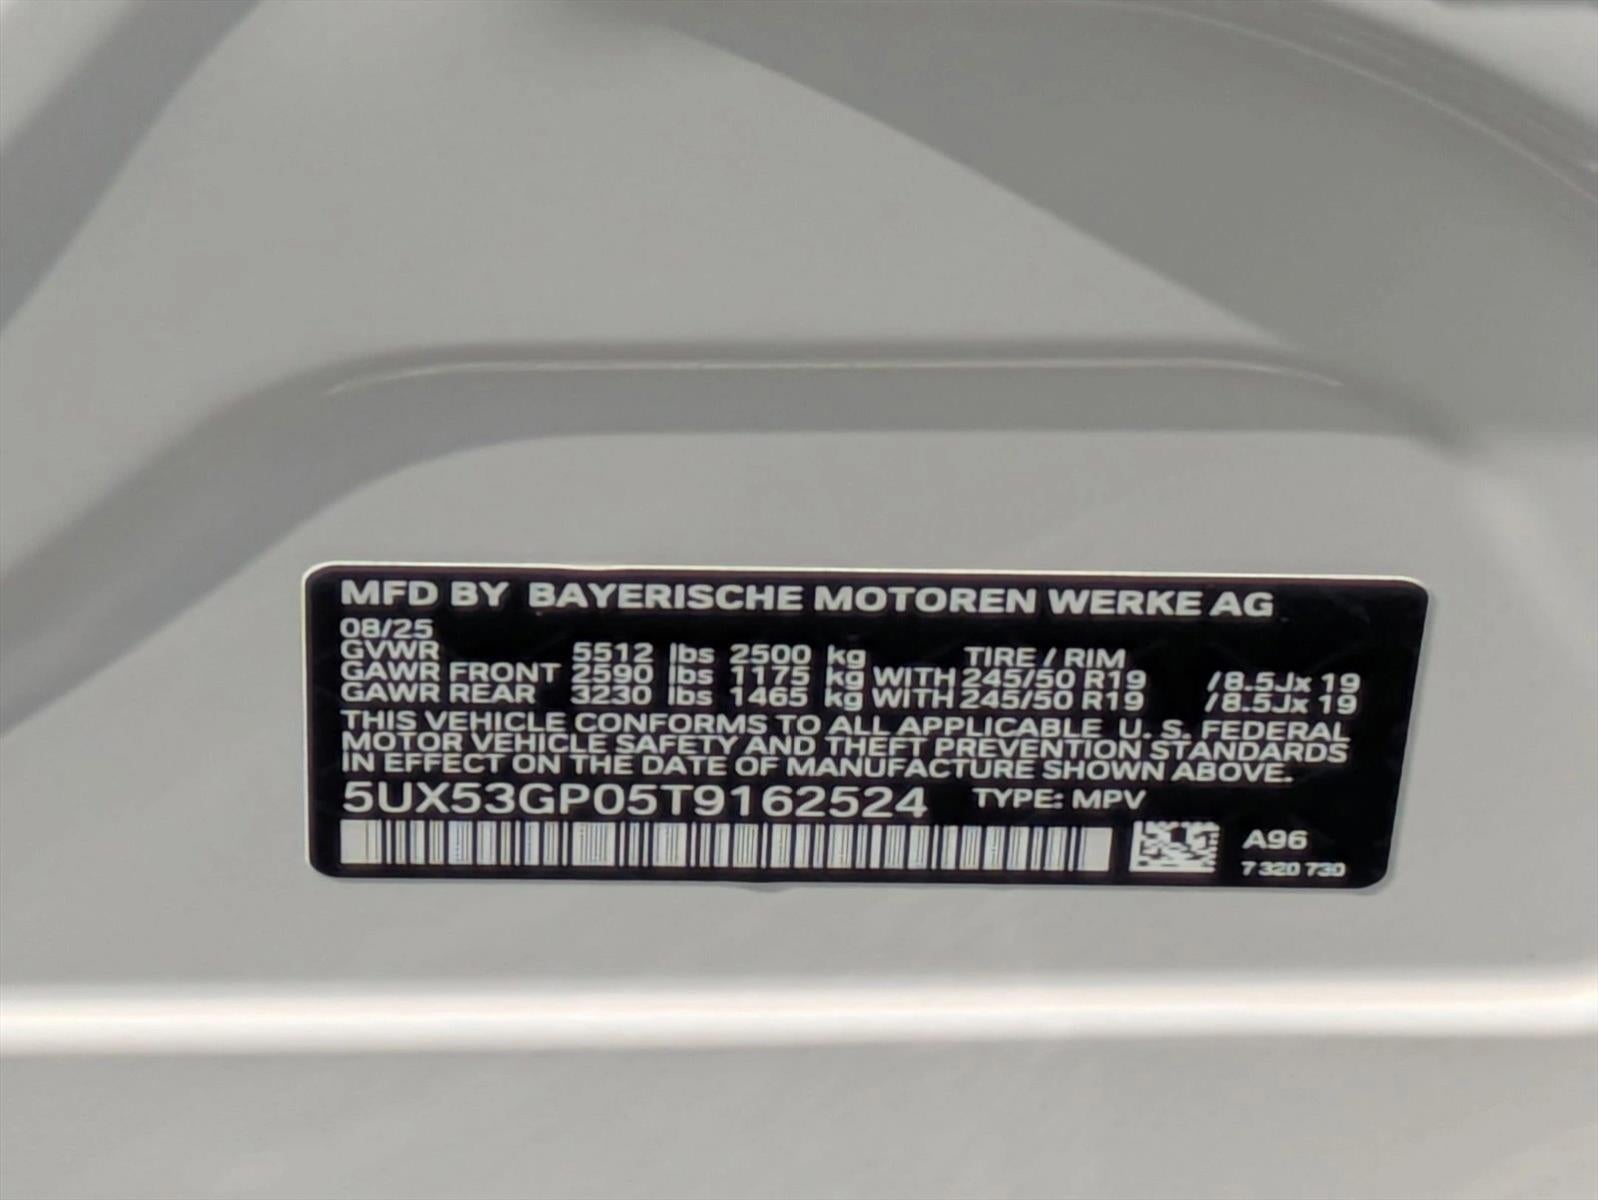 MFD BY BAYERISCHE MOTOREN WERKE AG
08/25
GVWR 5512 lbs 2500 kg TIRE / RIM
GAWR FRONT 2590 lbs 1175 kg WITH 245/50 R19 / 8.5Jx 19
GAWR REAR 3230 lbs 1465 kg WITH 245/50 R19 / 8.5Jx 19
THIS VEHICLE CONFORMS TO ALL APPLICABLE U. S. FEDERAL
MOTOR VEHICLE SAFETY AND THEFT PREVENTION STANDARDS
IN EFFECT ON THE DATE OF MANUFACTURE SHOWN ABOVE.
5UX53GP05T9162524 TYPE: MPV
A96
7 320 730